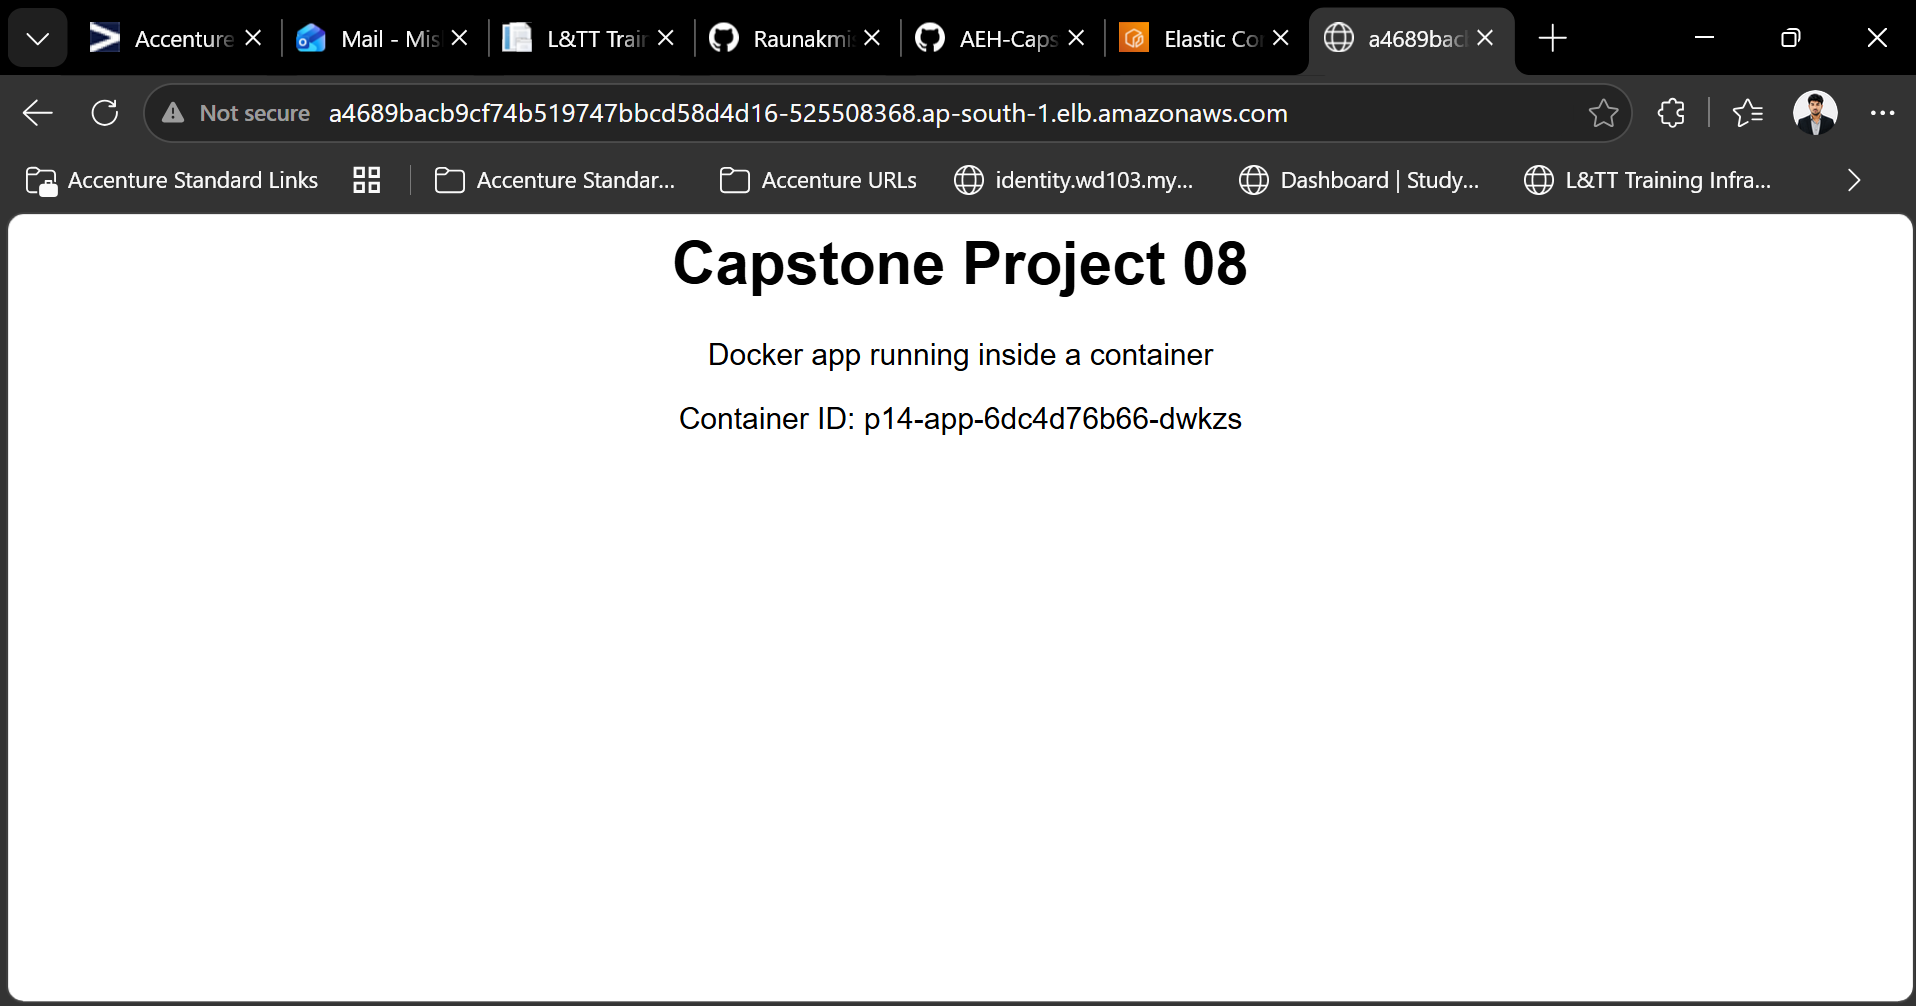 Accenture
Mail - Mis
L&TT Train
Raunakmis
AEH-Caps
Elastic Co
a4689bac
Not secure a4689bacb9cf74b519747bbcd58d4d16-525508368.ap-south-1.elb.amazonaws.com
Accenture Standard Links
Accenture Standar...
Accenture URLs
identity.wd103.my...
Dashboard | Study...
L&TT Training Infra...
Capstone Project 08
Docker app running inside a container
Container ID: p14-app-6dc4d76b66-dwkzs